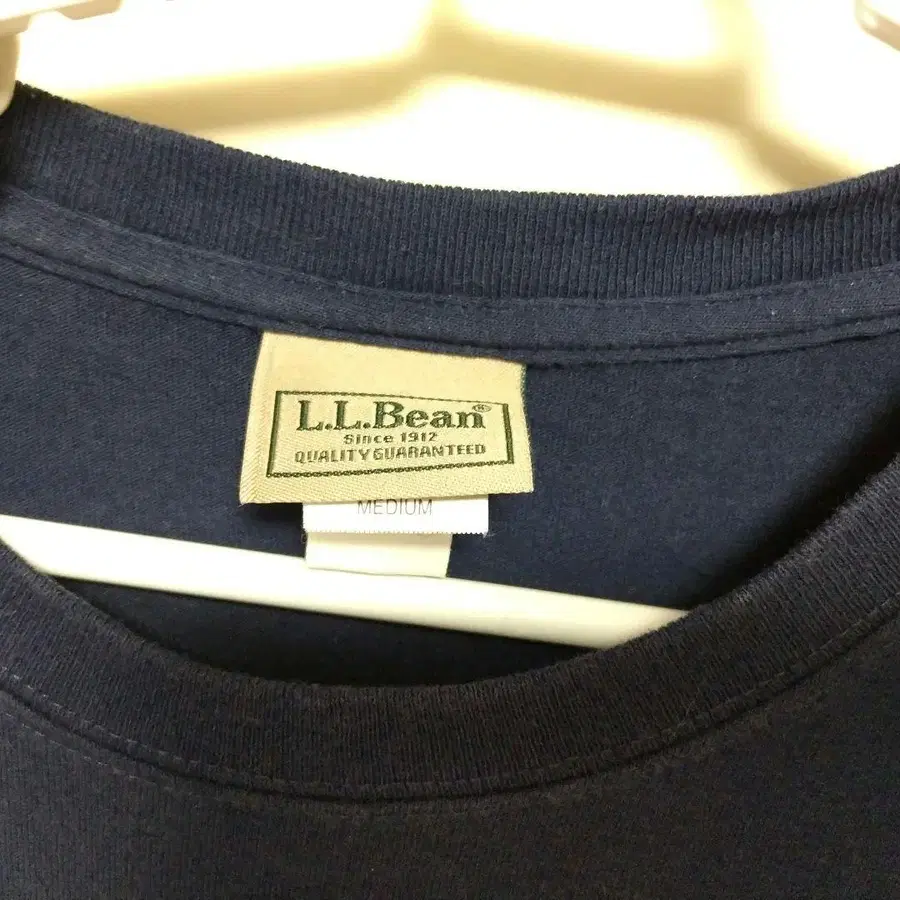 L.L.Bean®
Since 1912
QUALITY GUARANTEED
MEDIUM